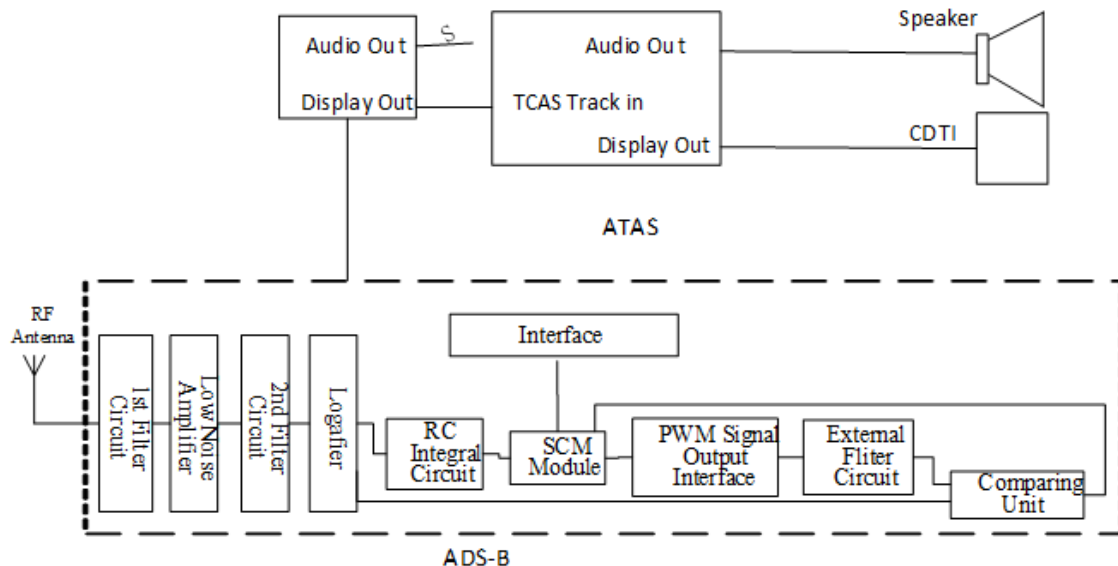 Speaker
Audio Out
S
Audio Out
Display Out
TCAS Track in
Display Out
CDTI
ATAS
RF
Antenna
Interface
1st Filter
Circuit
Low Noise
Amplifier
2nd Filter
Circuit
Logafier
RC
Integral
Circuit
SCM
Module
PWM Signal
Output
Interface
External
Fliter
Circuit
Comparing
Unit
ADS-B